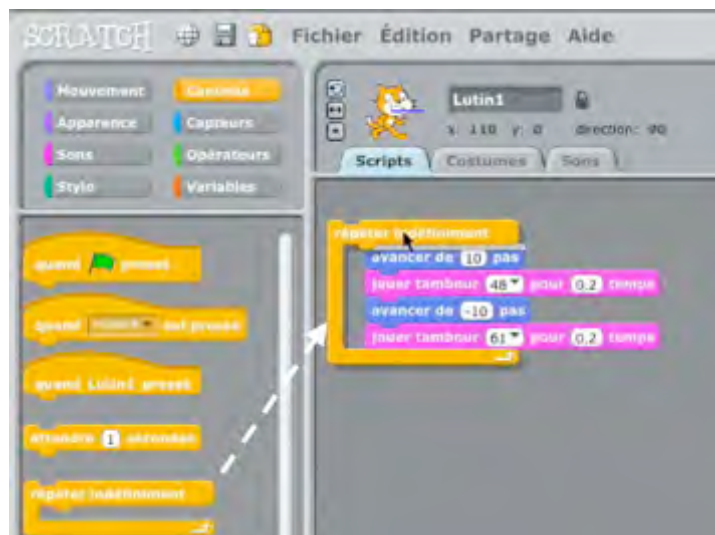 SCRATCH Fichier Édition Partage Aide
Mouvement Contrôle
Apparence Capteurs
Sons Opérateurs
Stylo Variables
Lutin1
x: 110 y: 0 direction: 90
Scripts Costumes Sons
quand pressé
quand est pressé
quand Lutin1 pressé
attendre 1 secondes
répéter indéfiniment
répéter indéfiniment
avancer de 10 pas
jouer tambour 48 pour 0.2 temps
avancer de -10 pas
jouer tambour 61 pour 0.2 temps